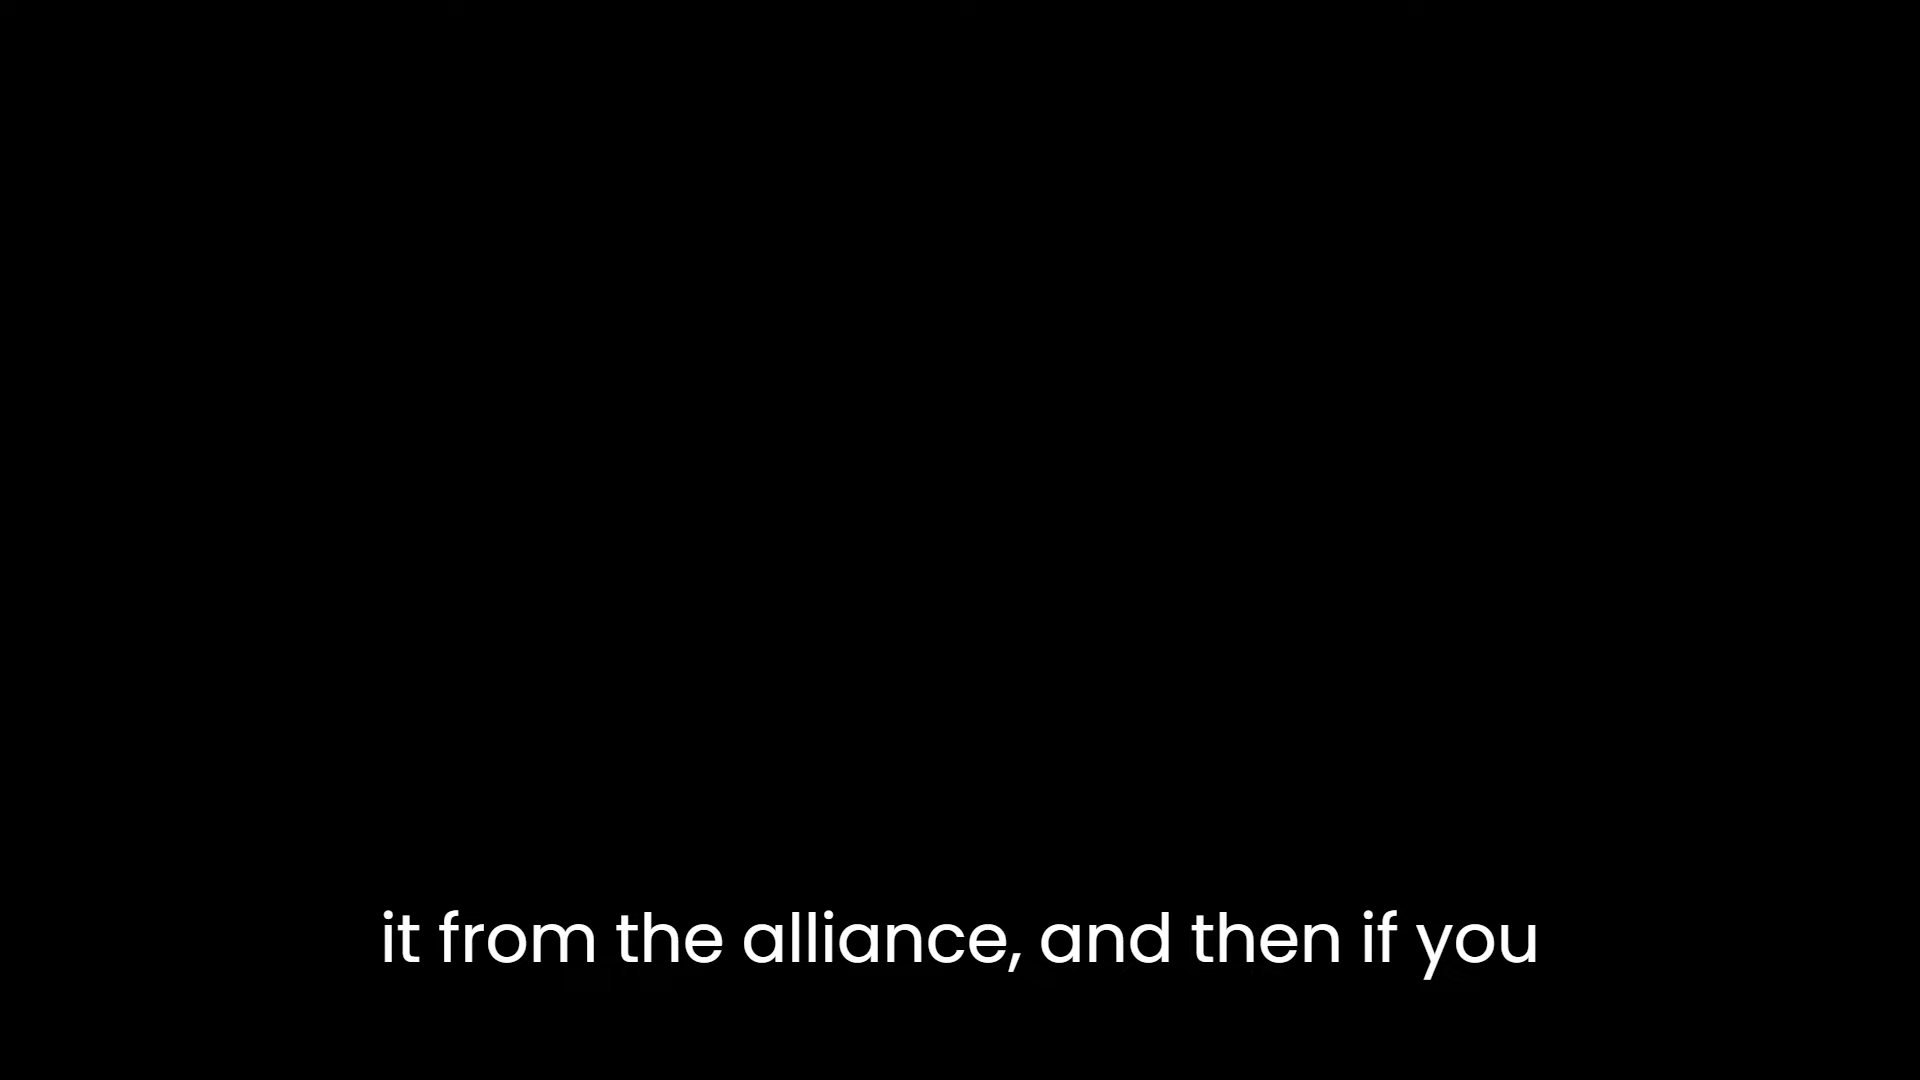 it from the alliance, and then if you